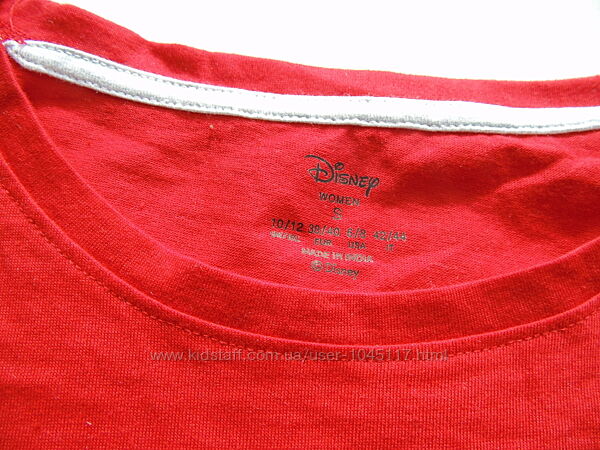 Disney
WOMEN
S
10/12 38/40 6/8 42/44
MADE IN INDIA
© Disney
www.kidstaff.com.ua/user-1045117.html